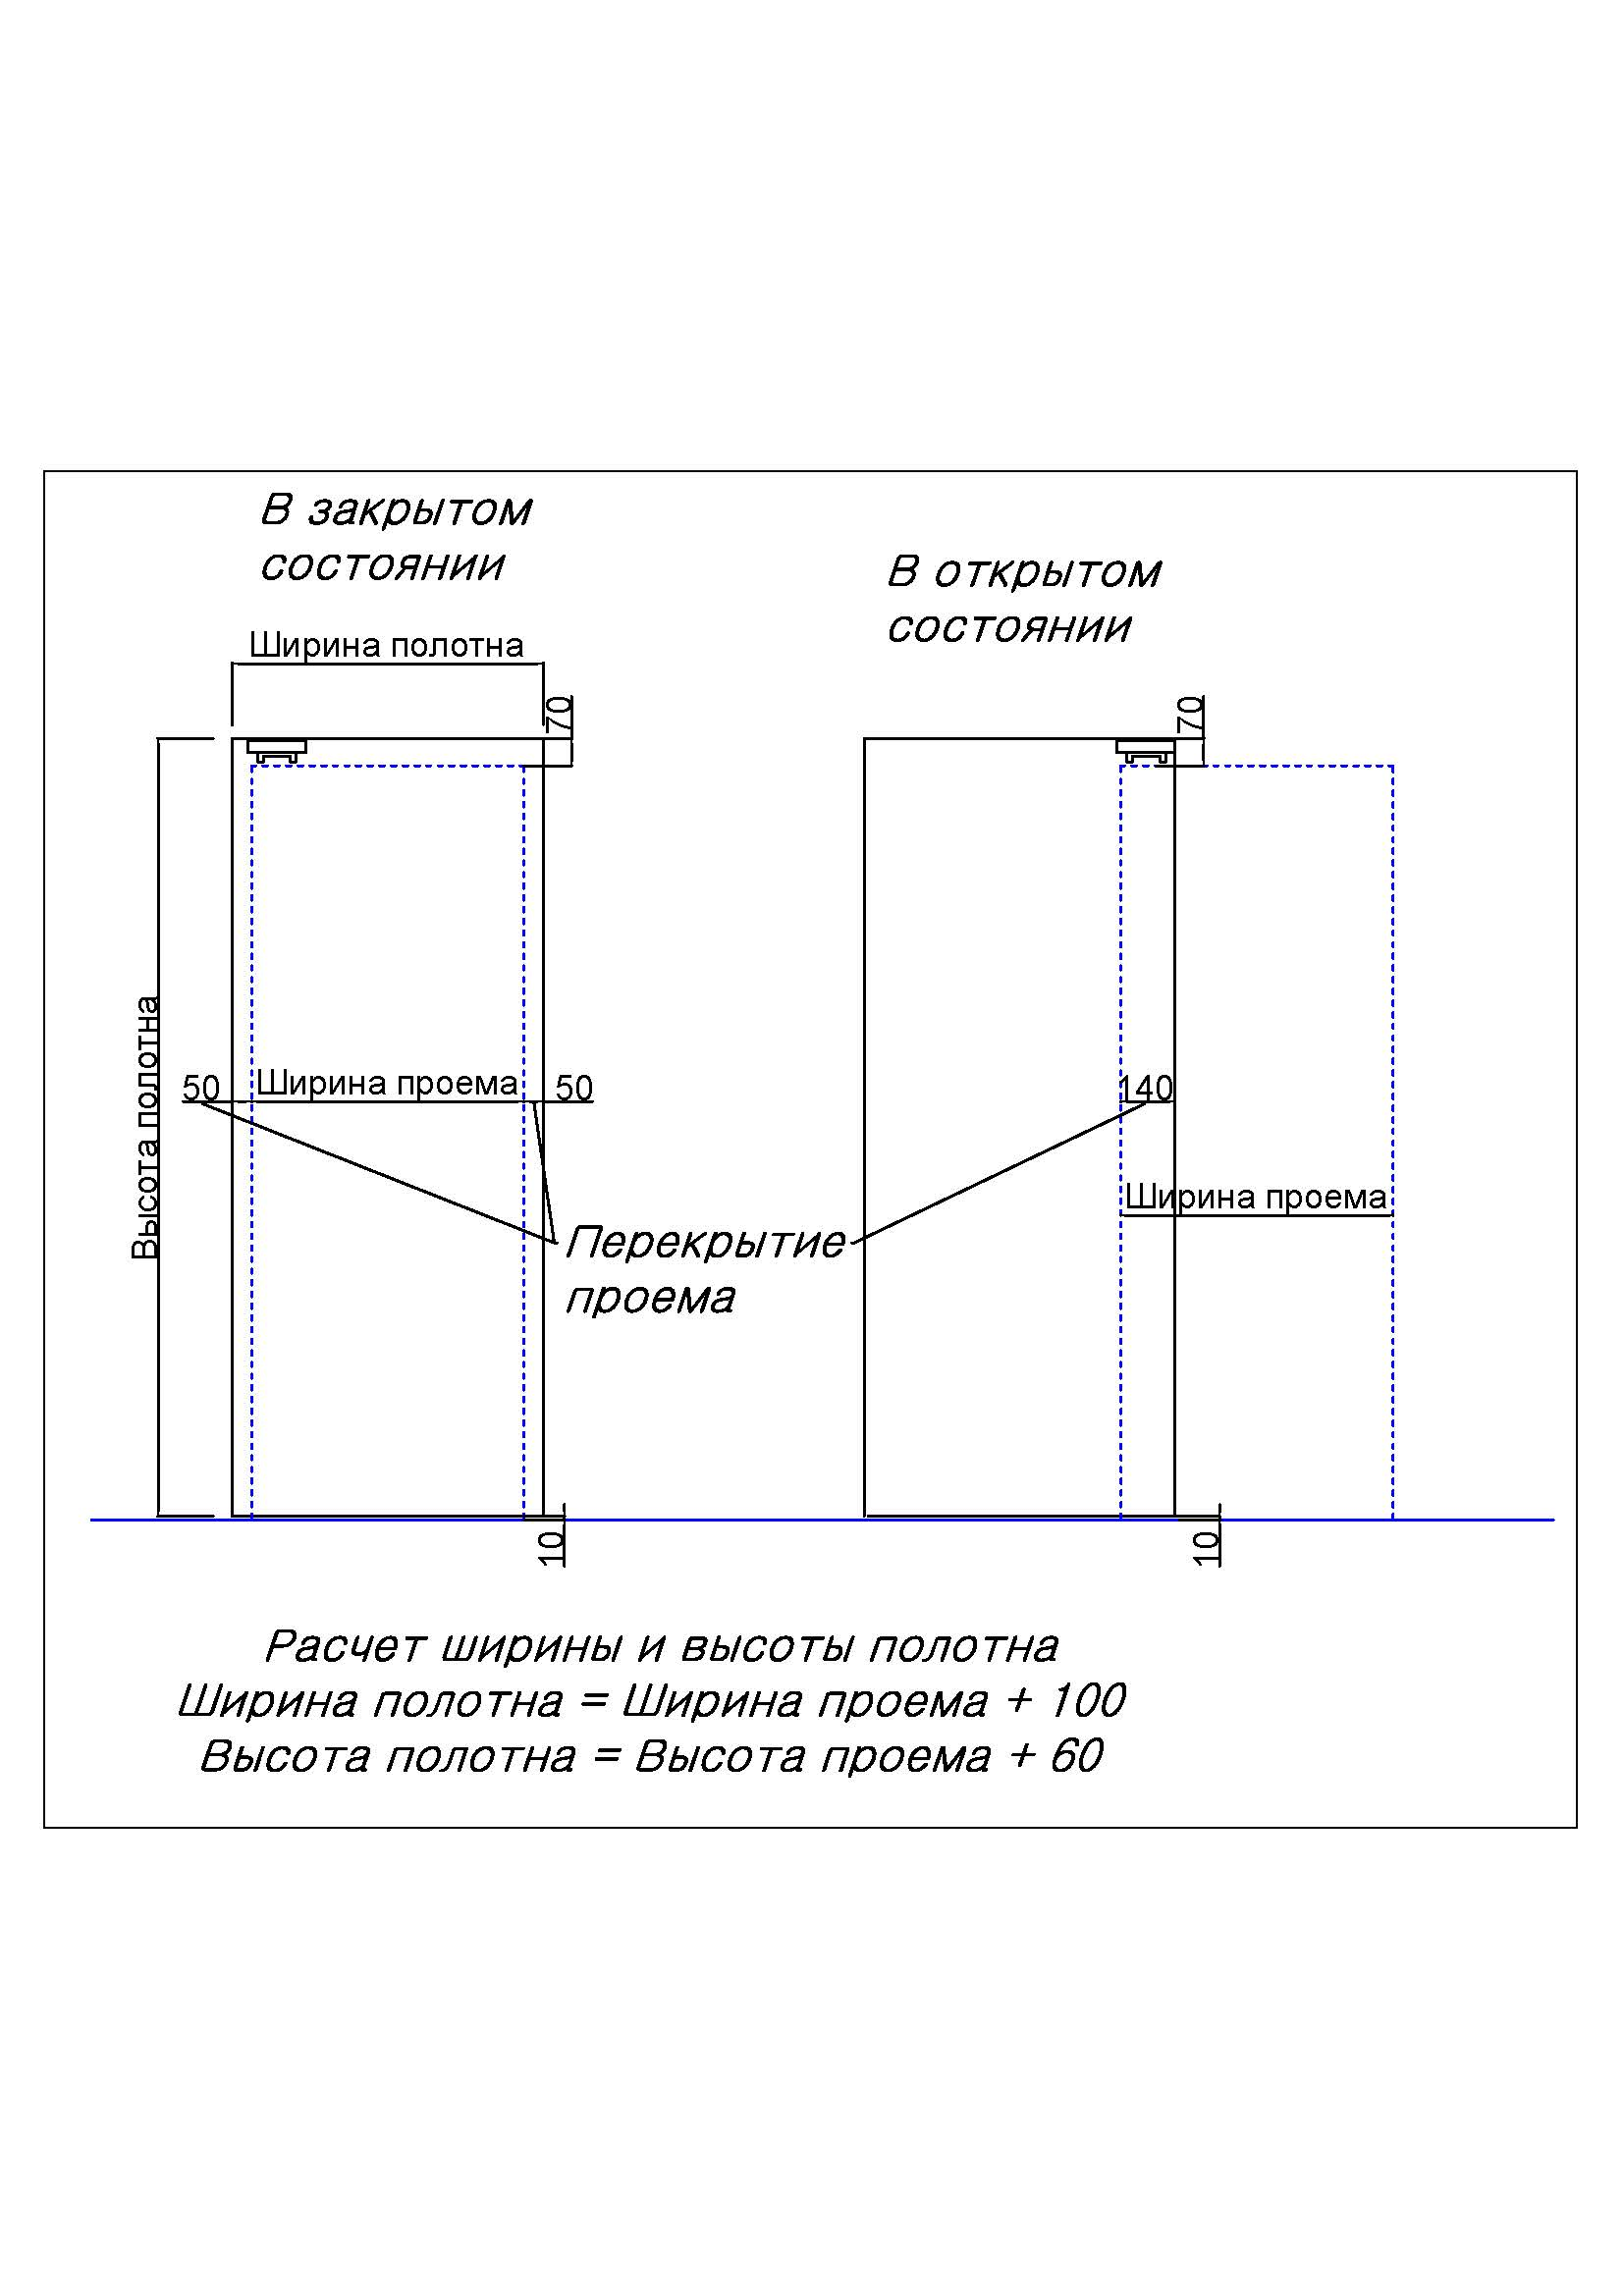 В закрытом
состоянии
В открытом
состоянии
Ширина полотна
70
70
Высота полотна
50
Ширина проема
50
140
Ширина проема
Перекрытие
проема
10
10
Расчет ширины и высоты полотна
Ширина полотна = Ширина проема + 100
Высота полотна = Высота проема + 60